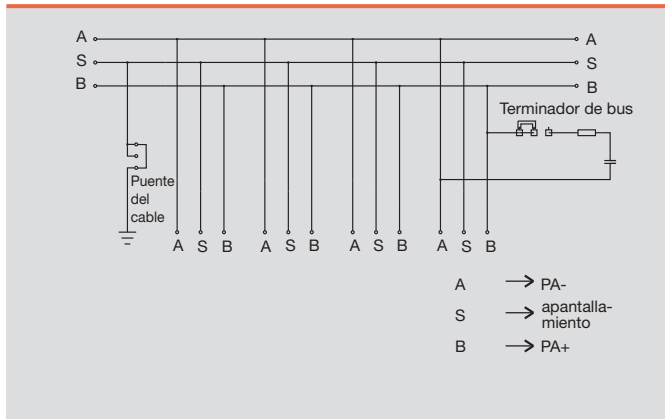 A A
S S
B B
Terminador de bus
Puente
del
cable
A S B A S B A S B A S B
A → PA-
S → apantalla-
miento
B → PA+